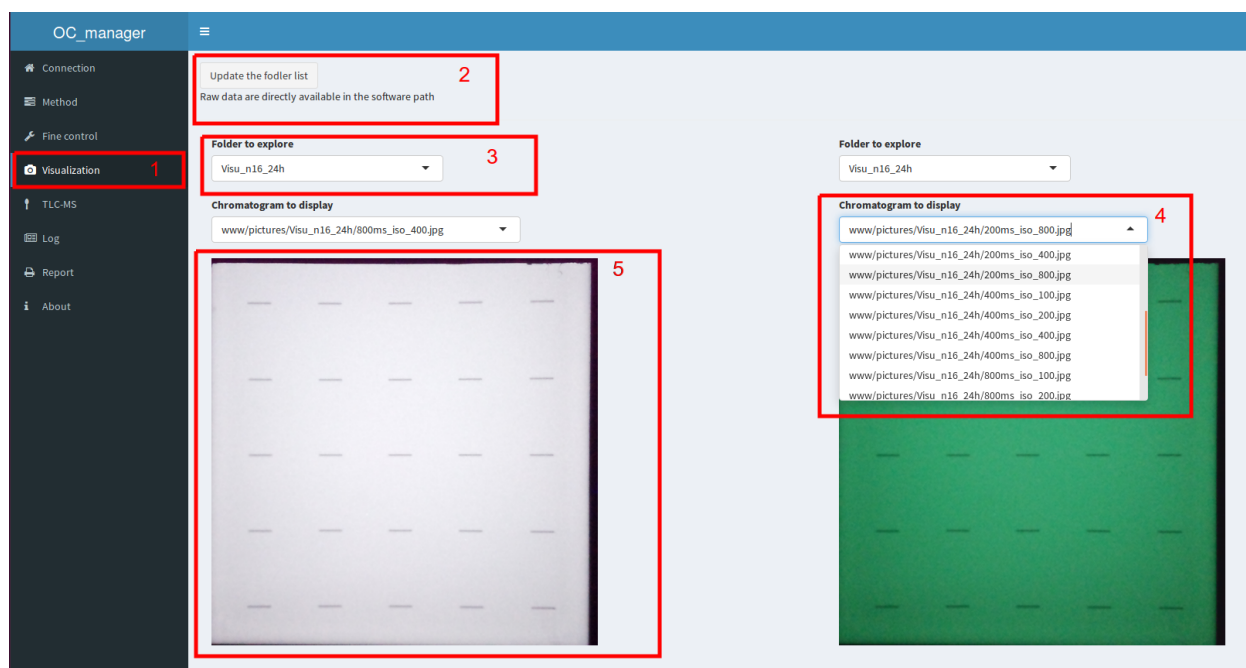 OC_manager
Connection
Method
Fine control
Visualization 1
TLC-MS
Log
Report
About
Update the fodler list 2
Raw data are directly available in the software path
Folder to explore 3
Visu_n16_24h
Chromatogram to display
www/pictures/Visu_n16_24h/800ms_iso_400.jpg
5
Folder to explore
Visu_n16_24h
Chromatogram to display 4
www/pictures/Visu_n16_24h/200ms_iso_800.jpg
www/pictures/Visu_n16_24h/200ms_iso_400.jpg
www/pictures/Visu_n16_24h/200ms_iso_800.jpg
www/pictures/Visu_n16_24h/400ms_iso_100.jpg
www/pictures/Visu_n16_24h/400ms_iso_200.jpg
www/pictures/Visu_n16_24h/400ms_iso_400.jpg
www/pictures/Visu_n16_24h/400ms_iso_800.jpg
www/pictures/Visu_n16_24h/800ms_iso_100.jpg
www/pictures/Visu_n16_24h/800ms_iso_200.jpg